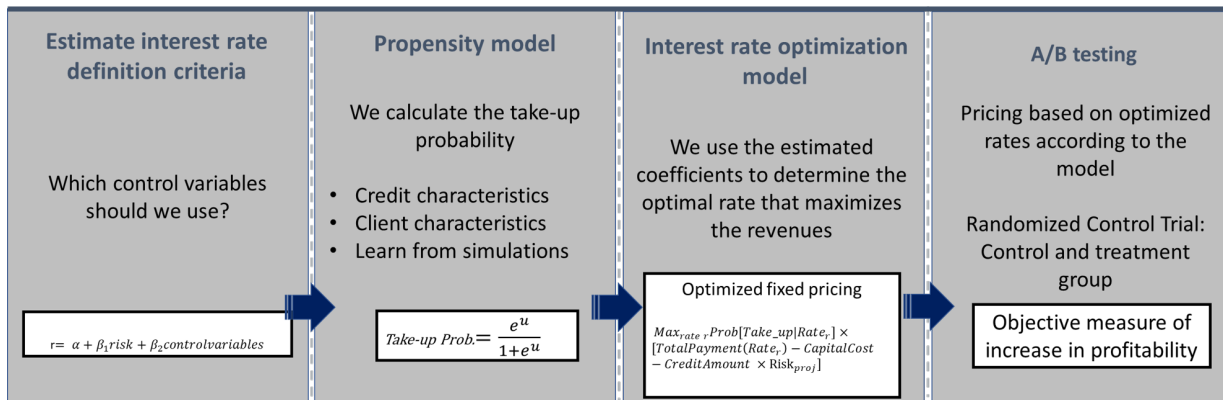 Estimate interest rate
definition criteria
Which control variables
should we use?
r= α + β₁risk + β₂controlvariables
Propensity model
We calculate the take-up
probability
• Credit characteristics
• Client characteristics
• Learn from simulations
Take-up Prob.= e^u / 1+e^u
Interest rate optimization
model
We use the estimated
coefficients to determine the
optimal rate that maximizes
the revenues
Optimized fixed pricing
Max_{rate r}Prob[Take_up|Rate_r] ×
[TotalPayment(Rate_r) − CapitalCost
− CreditAmount × Risk_{proj}]
A/B testing
Pricing based on optimized
rates according to the
model
Randomized Control Trial:
Control and treatment
group
Objective measure of
increase in profitability